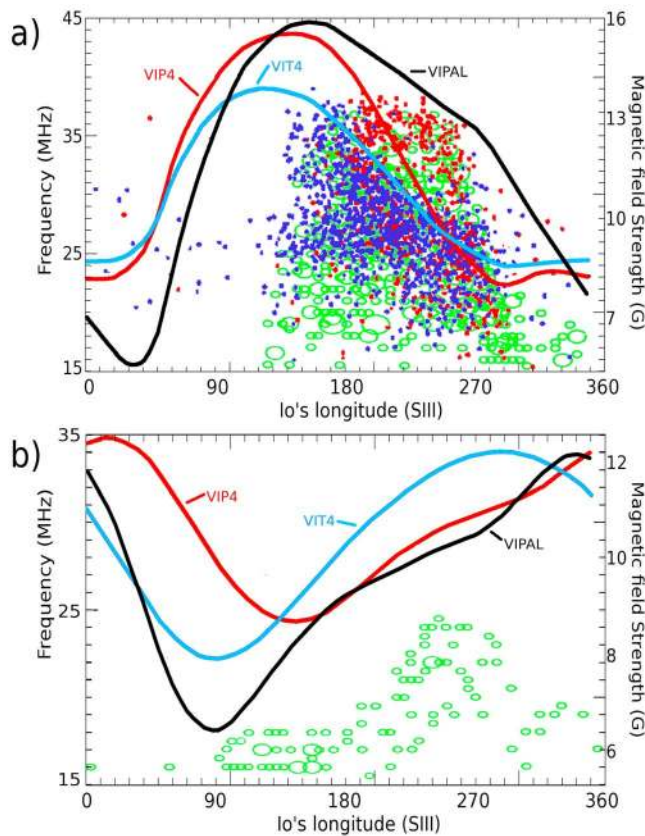 a)
45
35
25
15
Frequency (MHz)
VIP4
VIT4
VIPAL
16
13
10
7
Magnetic field Strength (G)
0
90
180
270
360
Io's longitude (SIII)
b)
35
25
15
Frequency (MHz)
VIP4
VIT4
VIPAL
12
10
8
6
Magnetic field Strength (G)
0
90
180
270
360
Io's longitude (SIII)